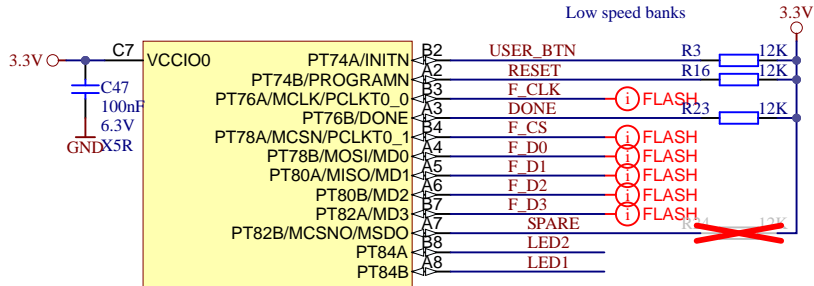 Low speed banks
3.3V
3.3V
C7
VCCIO0
PT74A/INITN
B2
USER_BTN
R3
12K
PT74B/PROGRAMN
A2
RESET
R16
12K
C47
PT76A/MCLK/PCLKT0_0
B3
F_CLK
i
FLASH
100nF
PT76B/DONE
A3
DONE
R23
12K
6.3V
PT78A/MCSN/PCLKT0_1
B4
F_CS
i
FLASH
GND
X5R
PT78B/MOSI/MD0
A4
F_D0
i
FLASH
PT80A/MISO/MD1
A5
F_D1
i
FLASH
PT80B/MD2
A6
F_D2
i
FLASH
PT82A/MD3
B7
F_D3
i
FLASH
PT82B/MCSNO/MSDO
A7
SPARE
12K
PT84A
B8
LED2
PT84B
A8
LED1